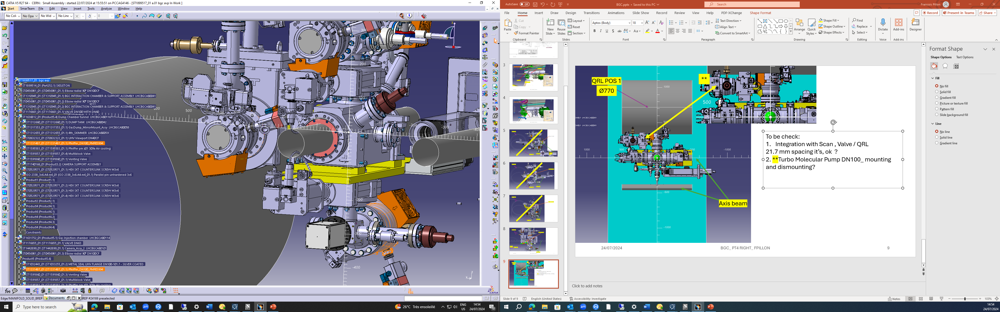 CATIA V5 R27 64 - CERN : Small Assembly : started 22/07/2024 at 15:55:51 on PCCAG4146 - [ST1899517_01 a.01 bgc avp In Work ]
Start SmarTeam File Edit View Insert Tools Analyze Window Help
No Col No Opa No Wid No Line
ST1899517_01 bgc avp
ST1899514_01 (Part252.1) SKELETON
ST0456981_01 (ST0456981_01.1) Elbow radial 90° DN100CF
ST1310945_01 (ST1310945_01.1) BGC INTERACTION CHAMBER & SUPPORT ASSEMBLY LHCBGCAB0041
ST0456981_01 (ST0456981_01.2) Elbow radial 90° DN100CF
ST1310945_01 (ST1310945_01.2) BGC INTERACTION CHAMBER & SUPPORT ASSEMBLY LHCBGCAB0041
ST1176661_01 (ST1176661_01.1) VALVE DN100 WITH DN40
ST1636812_01 (Product5.4) Dump Chamber tunnel LHCBGCAB0116
ST1312660_01 (ST1312660_01.1) DUMP TANK LHCBGCAB0042
ST1317353_01 (ST1317353_01.1) GasDump_MirrorMount_Assy LHCBGCAB0058
ST1312655_01 (ST1312655_01.1) 4th_SKIMMER LHCBGCAB0059
ST0632322_01 (ST0632322_01.1) UHV Viewport DN40CF
ST1331487_01 (ST1331487_01.1) Pfeiffer_DN100_PMP03994
ST1595583_01 (ST1595583_01.1) Pfeiffer pm z01 309a Air cooling
ST1591857_01 (ST1591857_01.4) Multiblock Valve
ST1591860_01 (ST1591860_01.1) Venting Valve
ST1740166_01 (Product3.2) CAMERA SUPPORT ASSEMBLY
ST0529571_01 (ST0529571_01.1) HEX SKT COUNTERSUNK SCREW M3x6
ISO 2338_3x6-A4-m6_01 (ISO 2338_3x6-A4-m6_01.1) Parallel pin unhardened 3x6
Product1 (Product1.1)
ST0529571_01 (ST0529571_01.2) HEX SKT COUNTERSUNK SCREW M3x6
ST0529571_01 (ST0529571_01.3) HEX SKT COUNTERSUNK SCREW M3x6
ST0529571_01 (ST0529571_01.4) HEX SKT COUNTERSUNK SCREW M3x6
Product2 (Product2.1)
Product4 (Product4.1)
Product6 (Product6.1)
Product4 (Product4.2)
Product4 (Product4.3)
Product4 (Product4.4)
Constraints
ST1631752_01 (Product5.1) Gas Injection chamber LHCBGCAB0114
ST1176655_01 (ST1176655_01.1) VALVE DN63
ST1442899_01 (ST1442899_01.1) Camera_Assy_2 LHCBGCAB0101
ST0456981_01 (ST0456981_01.3) Elbow radial 90° DN100CF
Product5 (Product5.6)
ST1032443_01 (ST1033255_01.2) METAL SEAL UHV FLANGE DN100-101.7 - SILVER COATED
ST1331487_01 (ST1331487_01.1) Pfeiffer_DN100_PMP03994
ST1591860_01 (ST1591860_01.3) Venting Valve
ST1591857_01 (ST1591857_01.1) Multiblock Valve
ST1595583_01 (ST1595583_01.3) Pfeiffer pm z01 309a Air cooling
300
200
100
600
500
200
-100
-200
-300
-400
-100
-200
-300
-400
Edge/MANIFOLD_SOLID_BREP
Documents
BREP #24169 preselected
CATIA
Type here to search
26°C Très ensoleillé
ENG
US
14:54
24/07/2024
AutoSave Off
BGC.pptx • Saved to this PC
Search
Francois Pillon
File Home Insert Draw Design Transitions Animations Slide Show Record Review View Help PDF-XChange Shape Format
Record Present in Teams Share
Paste Cut Copy Format Painter
New Slide Reuse Slides Layout Reset Section
Aptos (Body) 18
Text Direction
Align Text
Convert to SmartArt
Arrange Quick Styles
Shape Fill
Shape Outline
Shape Effects
Find
Replace
Select
Dictate Add-ins Designer
Clipboard Slides Font Paragraph Drawing Editing Voice Add-ins
3
4
5
6
7
8
9
QRL POS 1
Ø770
**
500
1000
500
1000
500
-500
-1000
-500
-1000
EMBLY LHCBGCAB0041
EMBLY LHCBGCAB0041
Axis beam
To be check:
1. Integration with Scan , Valve / QRL
21.7 mm spacing it's, ok ?
2. **Turbo Molecular Pump DN100_ mounting
and dismounting?
24/07/2024
BGC_ PT4 RIGHT_ FPILLON
9
Format Shape
Shape Options Text Options
Fill
No fill
Solid fill
Gradient fill
Picture or texture fill
Pattern fill
Slide background fill
Line
No line
Solid line
Gradient line
Click to add notes
Slide 9 of 9 English (United States) Accessibility: Investigate
Notes
103%
14:54
24/07/2024